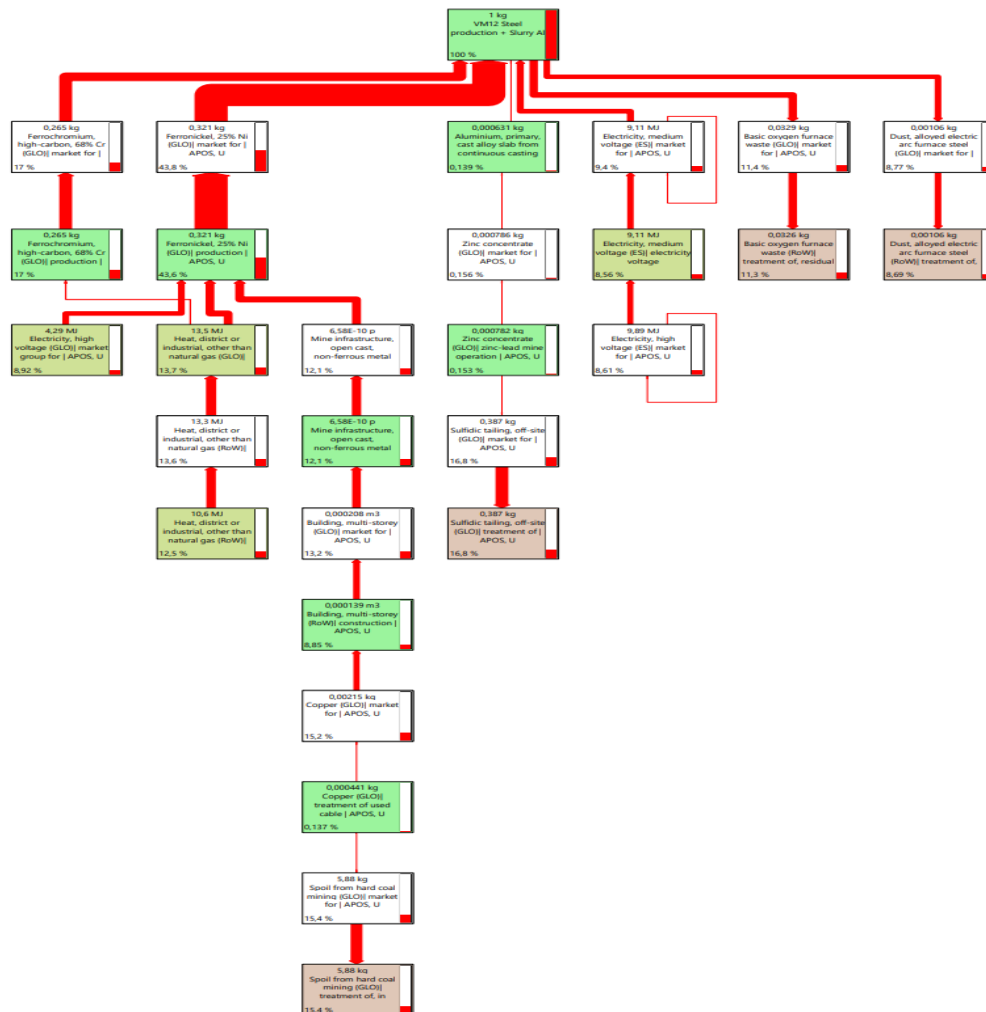 1 kg
VM12 Steel
production + Slurry Al
100 %
0,265 kg
Ferrochromium,
high-carbon, 68% Cr
(GLO)| market for |
17 %
0,321 kg
Ferronickel, 25% Ni
(GLO)| market for |
APOS, U
43,8 %
0,000631 kg
Aluminium, primary,
cast alloy slab from
continuous casting
0,139 %
9,11 MJ
Electricity, medium
voltage (ES)| market
for | APOS, U
9,4 %
0,0329 kg
Basic oxygen furnace
waste (GLO)| market
for | APOS, U
11,4 %
0,00106 kg
Dust, alloyed electric
arc furnace steel
(GLO)| market for |
8,77 %
0,265 kg
Ferrochromium,
high-carbon, 68% Cr
(GLO)| production |
17 %
0,321 kg
Ferronickel, 25% Ni
(GLO)| production |
APOS, U
43,6 %
0,000786 kg
Zinc concentrate
(GLO)| market for |
APOS, U
0,156 %
9,11 MJ
Electricity, medium
voltage (ES)| electricity
voltage
8,56 %
0,0326 kg
Basic oxygen furnace
waste (RoW)|
treatment of, residual
11,3 %
0,00106 kg
Dust, alloyed electric
arc furnace steel
(RoW)| treatment of,
8,69 %
4,29 MJ
Electricity, high
voltage (GLO)| market
group for | APOS, U
8,92 %
13,5 MJ
Heat, district or
industrial, other than
natural gas (GLO)|
13,7 %
6,58E-10 p
Mine infrastructure,
open cast,
non-ferrous metal
12,1 %
0,000782 kg
Zinc concentrate
(GLO)| zinc-lead mine
operation | APOS, U
0,153 %
9,89 MJ
Electricity, high
voltage (ES)| market
for | APOS, U
8,61 %
13,3 MJ
Heat, district or
industrial, other than
natural gas (RoW)|
13,6 %
6,58E-10 p
Mine infrastructure,
open cast,
non-ferrous metal
12,1 %
0,387 kg
Sulfidic tailing, off-site
(GLO)| market for |
APOS, U
16,8 %
10,6 MJ
Heat, district or
industrial, other than
natural gas (RoW)|
12,5 %
0,000208 m3
Building, multi-storey
(GLO)| market for |
APOS, U
13,2 %
0,387 kg
Sulfidic tailing, off-site
(GLO)| treatment of |
APOS, U
16,8 %
0,000139 m3
Building, multi-storey
(RoW)| construction |
APOS, U
8,85 %
0,00215 kg
Copper (GLO)| market
for | APOS, U
15,2 %
0,000441 kg
Copper (GLO)|
treatment of used
cable | APOS, U
0,137 %
5,88 kg
Spoil from hard coal
mining (GLO)| market
for | APOS, U
15,4 %
5,88 kg
Spoil from hard coal
mining (GLO)|
treatment of, in
15,4 %